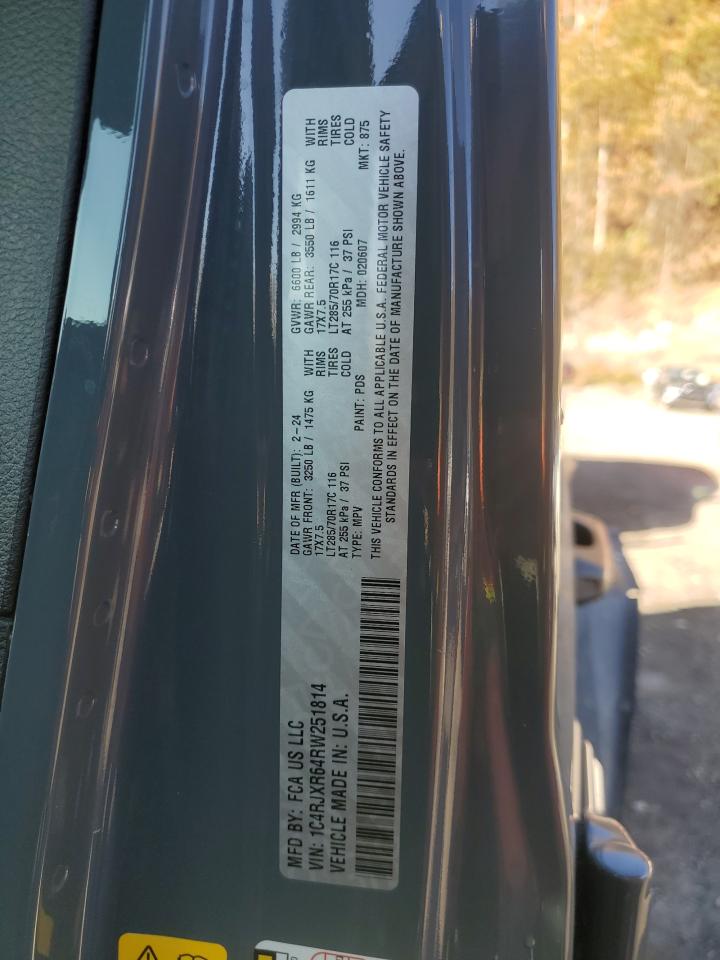 MFD BY: FCA US LLC
VIN: 1C4RJXR64RW251814
VEHICLE MADE IN: U.S.A.
DATE OF MFR (BUILT): 2-24
GAWR FRONT: 3250 LB / 1475 KG WITH
17X7.5 RIMS
LT285/70R17C 116 TIRES
AT 255 kPa / 37 PSI COLD
TYPE: MPV PAINT: PDS
GVWR: 6600 LB / 2994 KG
GAWR REAR: 3550 LB / 1611 KG WITH
17X7.5 RIMS
LT285/70R17C 116 TIRES
AT 255 kPa / 37 PSI COLD
MDH: 020607 MKT: 875
THIS VEHICLE CONFORMS TO ALL APPLICABLE U.S.A. FEDERAL MOTOR VEHICLE SAFETY
STANDARDS IN EFFECT ON THE DATE OF MANUFACTURE SHOWN ABOVE.